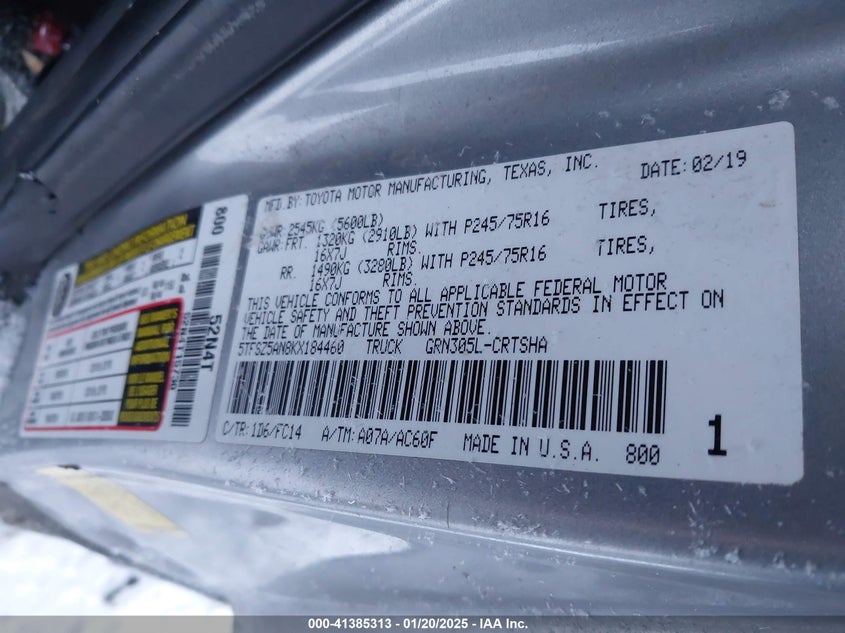 MFD.BY: TOYOTA MOTOR MANUFACTURING, TEXAS, INC. DATE: 02/19
GVWR 2545KG (5600LB)
GAWR: FRT. 1320KG (2910LB) WITH P245/75R16 TIRES,
16X7J RIMS.
RR. 1490KG (3280LB) WITH P245/75R16 TIRES,
16X7J RIMS.
THIS VEHICLE CONFORMS TO ALL APPLICABLE FEDERAL MOTOR
VEHICLE SAFETY AND THEFT PREVENTION STANDARDS IN EFFECT ON
THE DATE OF MANUFACTURE SHOWN ABOVE.
5TFSZ5AN8KX184460 TRUCK GRN305L-CRTSHA
C/TR: 1D6/FC14 A/TM: A07A/AC60F MADE IN U.S.A. 800 1
800
52N4T
000-41385313 - 01/20/2025 - IAA Inc.